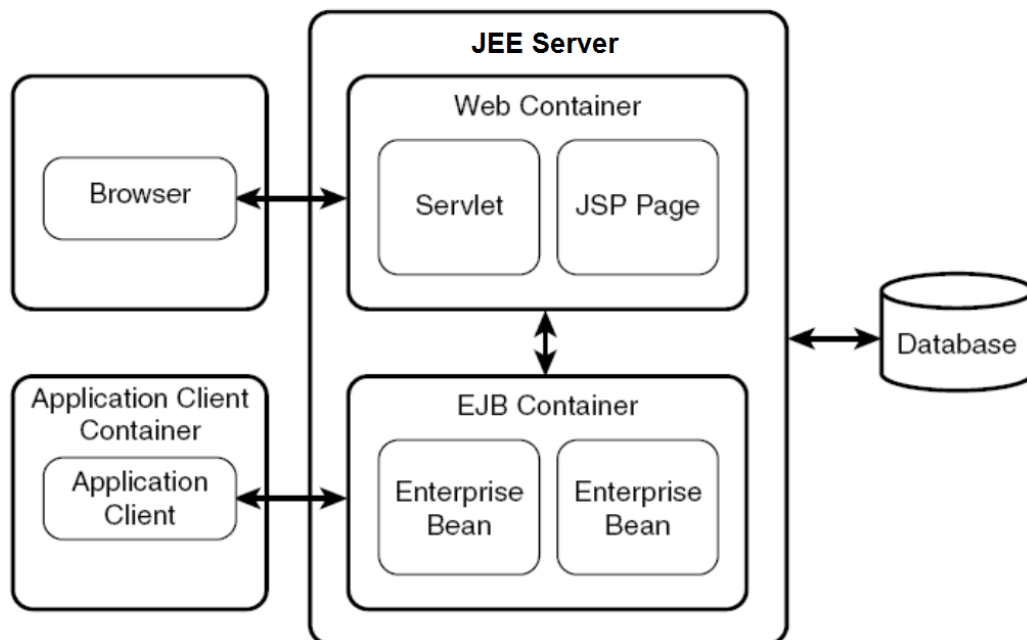 JEE Server
Web Container
Browser
Servlet
JSP Page
Database
Application Client
Container
Application
Client
EJB Container
Enterprise
Bean
Enterprise
Bean